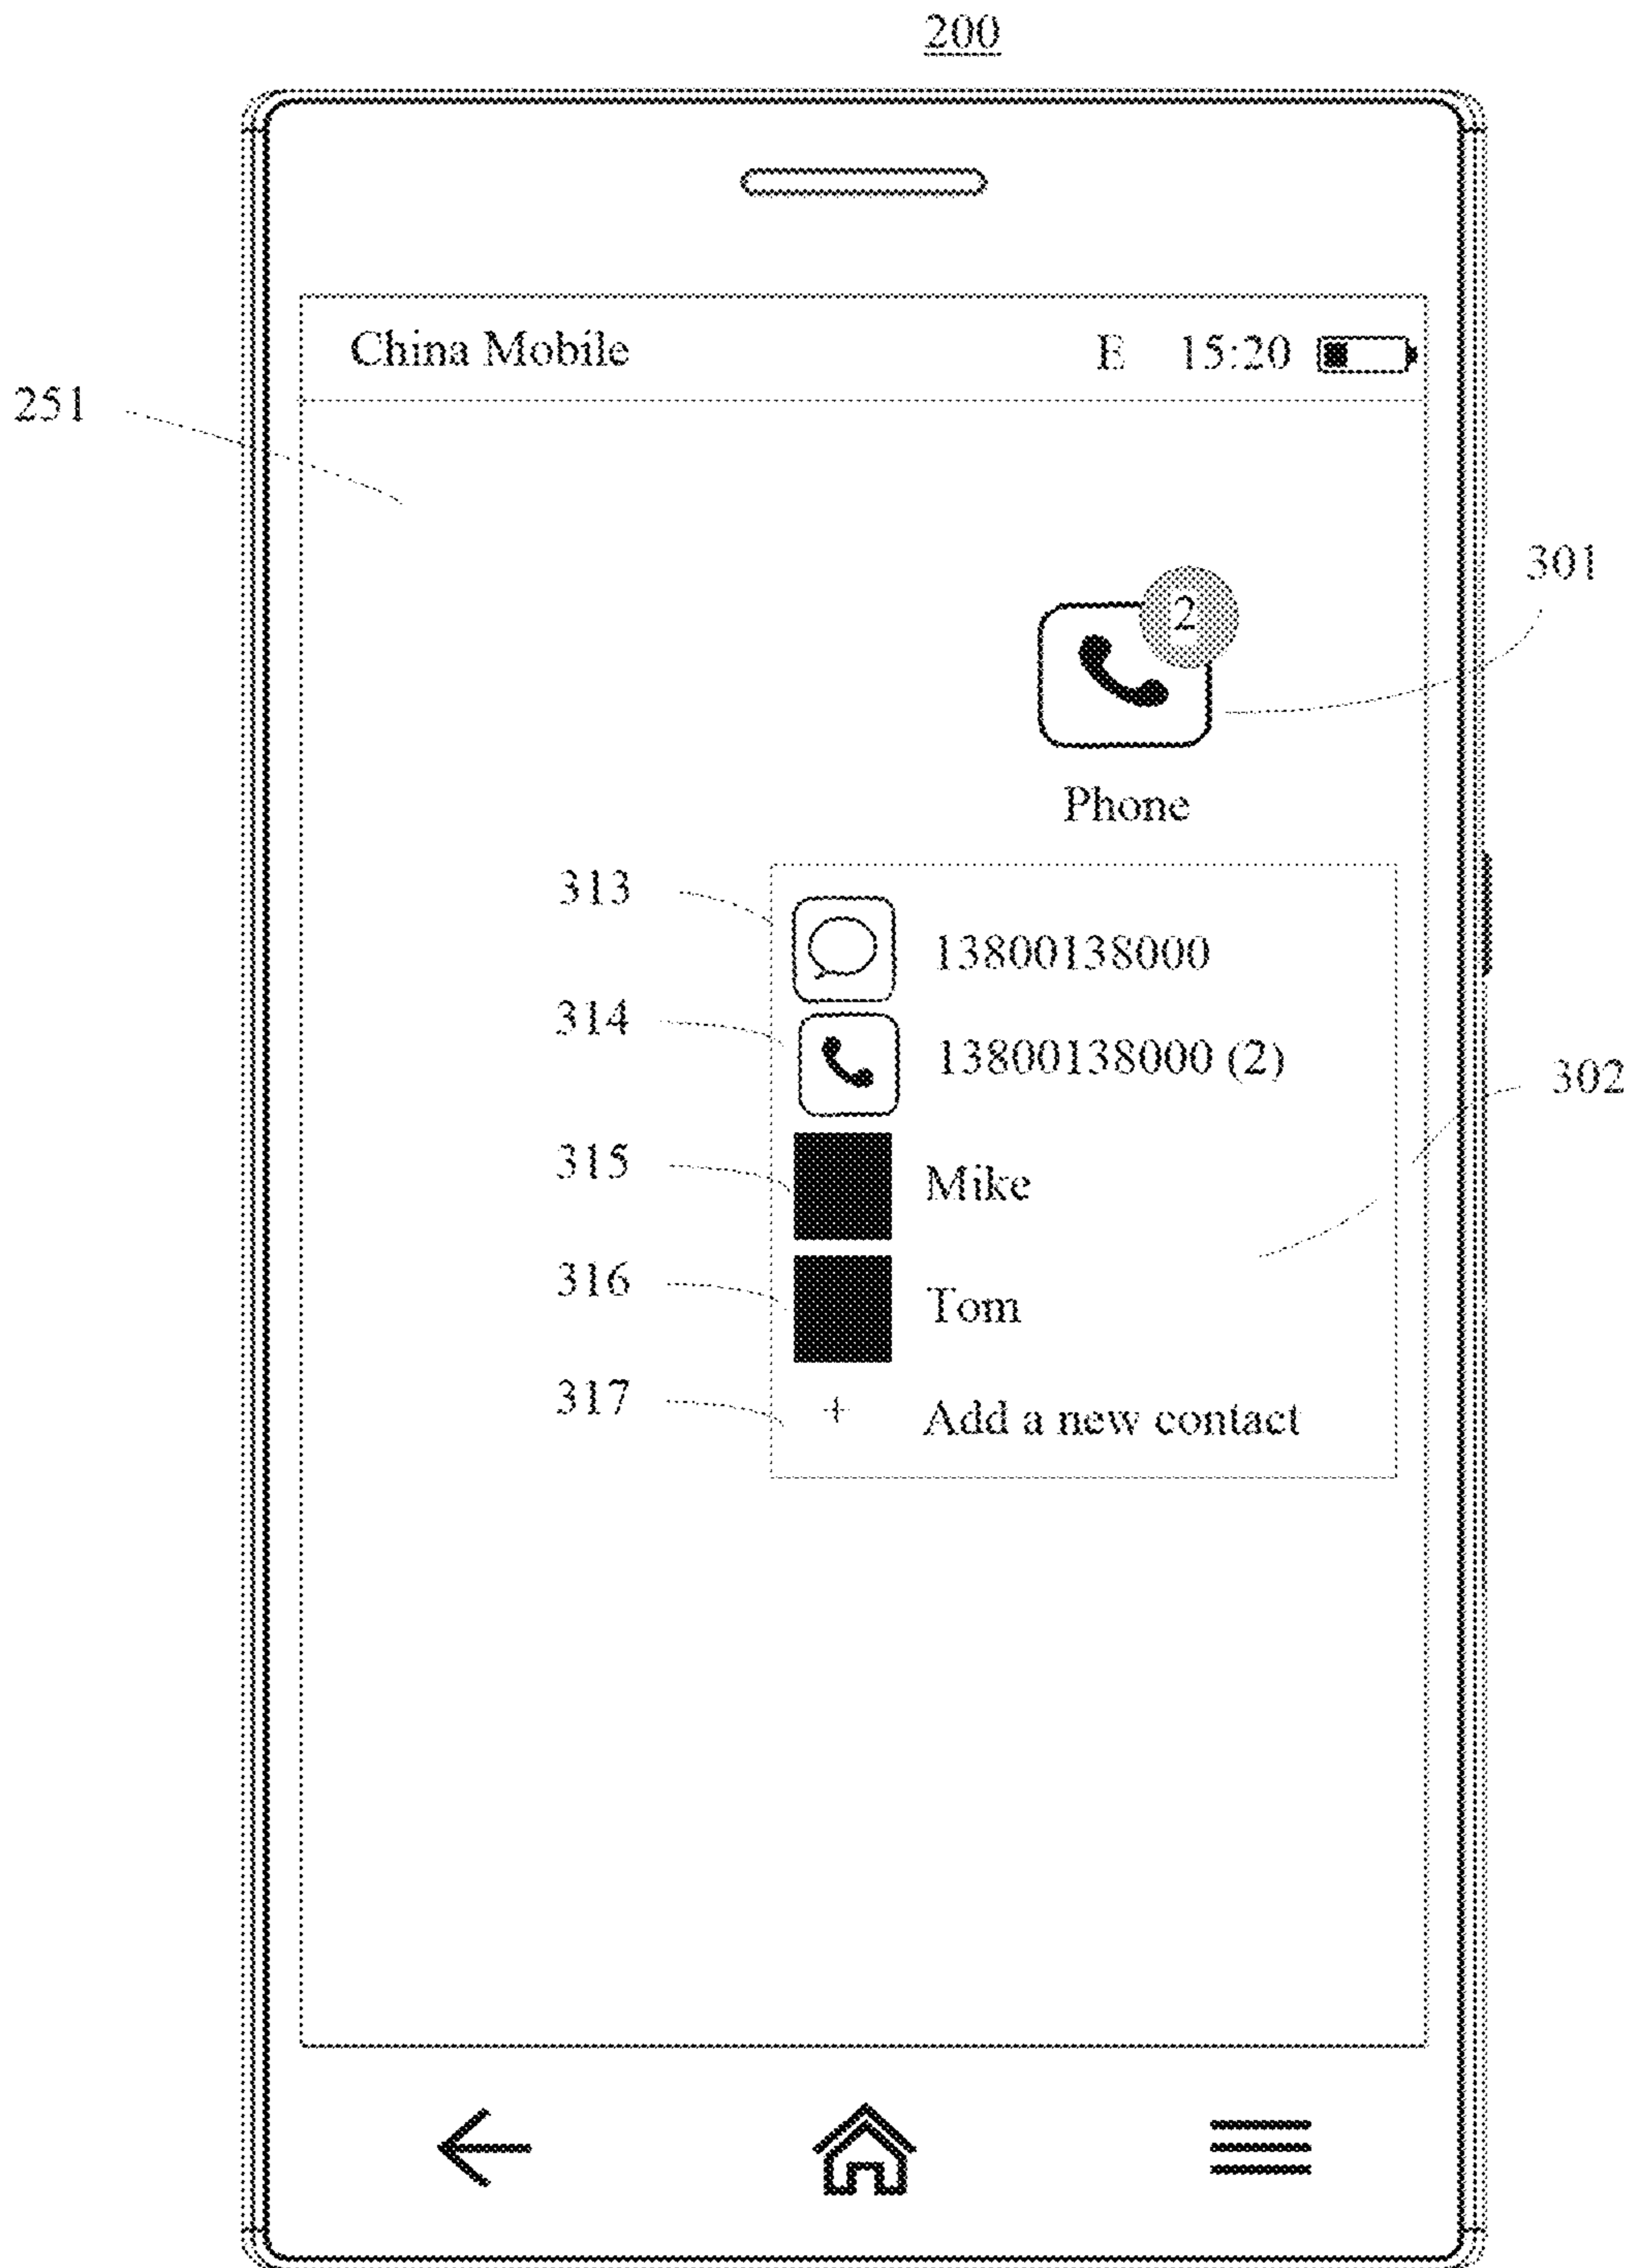 200
China Mobile E 15:20
251
301
2
Phone
313
13800138000
314
13800138000 (2)
302
315
Mike
316
Tom
317
+ Add a new contact